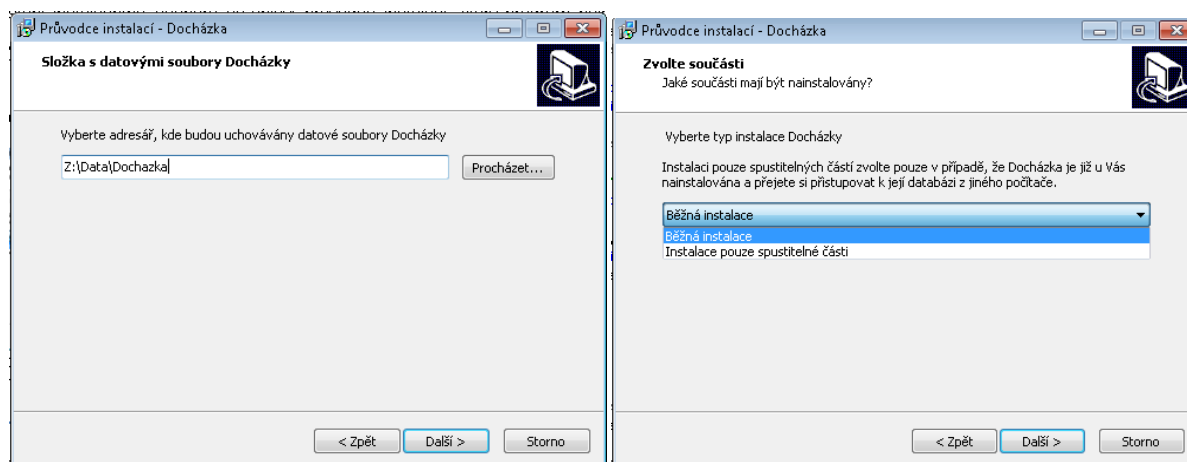 Průvodce instalací - Docházka
Složka s datovými soubory Docházky
Vyberte adresář, kde budou uchovávány datové soubory Docházky
Z:\Data\Dochazka
Procházet...
< Zpět
Další >
Storno
Průvodce instalací - Docházka
Zvolte součásti
Jaké součásti mají být nainstalovány?
Vyberte typ instalace Docházky
Instalaci pouze spustitelných částí zvolte pouze v případě, že Docházka je již u Vás
nainstalována a přejete si přistupovat k její databázi z jiného počítače.
Běžná instalace
Běžná instalace
Instalace pouze spustitelné části
< Zpět
Další >
Storno